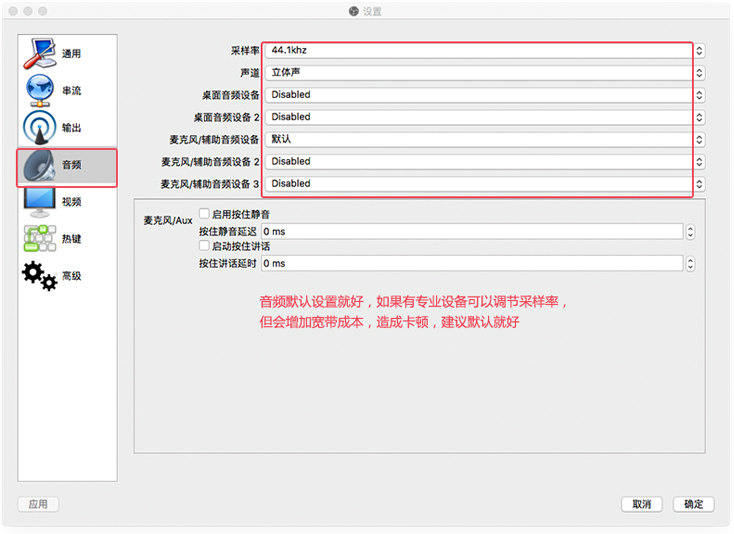 设置
通用
串流
输出
音频
视频
热键
高级
采样率 44.1khz
声道 立体声
桌面音频设备 Disabled
桌面音频设备 2 Disabled
麦克风/辅助音频设备 默认
麦克风/辅助音频设备 2 Disabled
麦克风/辅助音频设备 3 Disabled
麦克风/Aux
启用按住静音
按住静音延迟 0 ms
启动按住讲话
按住讲话延时 0 ms
音频默认设置就好，如果有专业设备可以调节采样率，
但会增加宽带成本，造成卡顿，建议默认就好
应用
取消
确定